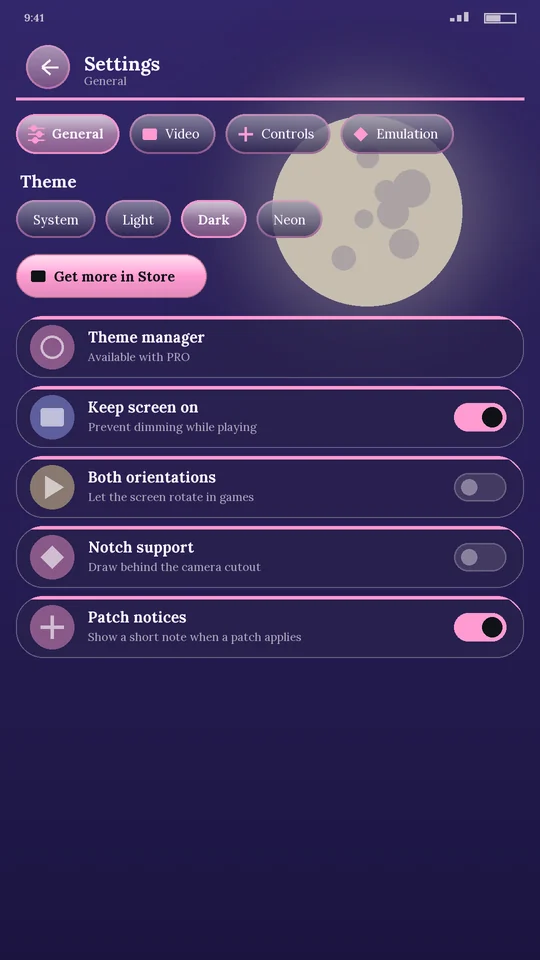 9:41
Settings
General
General Video Controls Emulation
Theme
System Light Dark Neon
Get more in Store
Theme manager
Available with PRO
Keep screen on
Prevent dimming while playing
Both orientations
Let the screen rotate in games
Notch support
Draw behind the camera cutout
Patch notices
Show a short note when a patch applies